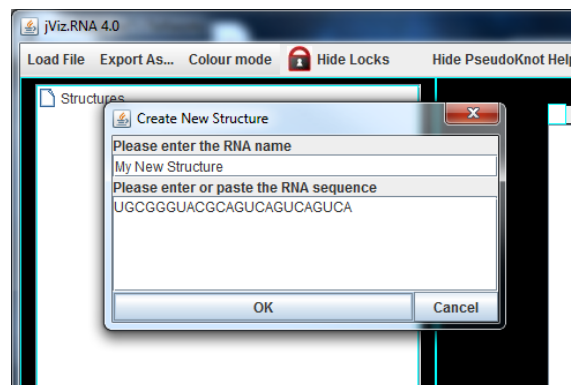 jViz.RNA 4.0
Load File Export As... Colour mode Hide Locks Hide PseudoKnot Help
Structures
Create New Structure
Please enter the RNA name
My New Structure
Please enter or paste the RNA sequence
UGCGGGUACGCAGUCAGUCAGUCA
OK Cancel